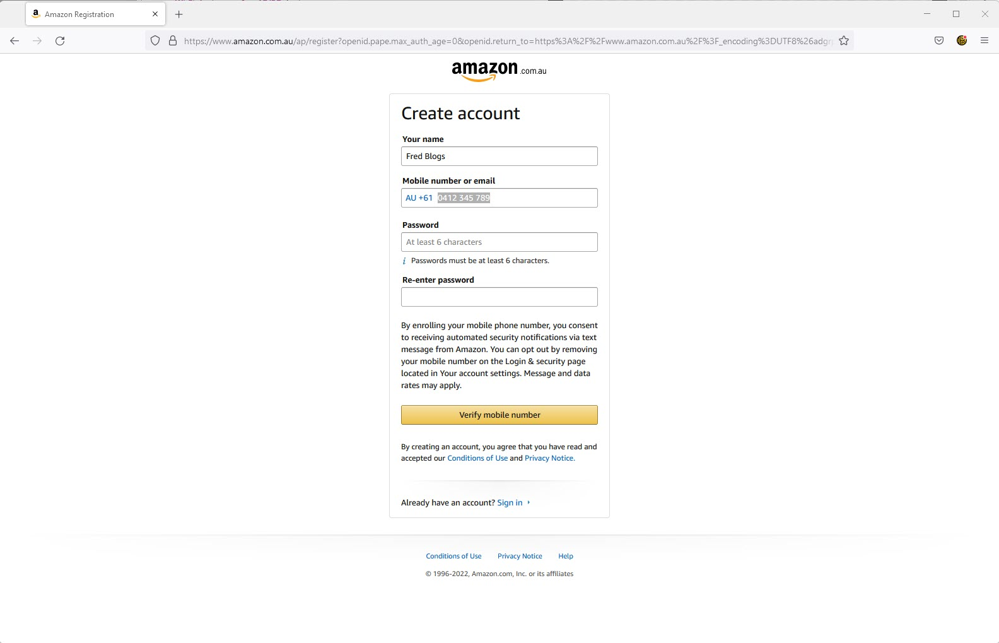 Amazon Registration
https://www.amazon.com.au/ap/register?openid.pape.max_auth_age=0&openid.return_to=https%3A%2F%2Fwww.amazon.com.au%2F%3F_encoding%3DUTF8%26adgr
amazon.com.au
Create account
Your name
Fred Blogs
Mobile number or email
AU +61 0412 345 789
Password
At least 6 characters
i Passwords must be at least 6 characters.
Re-enter password
By enrolling your mobile phone number, you consent
to receiving automated security notifications via text
message from Amazon. You can opt out by removing
your mobile number on the Login & security page
located in Your account settings. Message and data
rates may apply.
Verify mobile number
By creating an account, you agree that you have read and
accepted our Conditions of Use and Privacy Notice.
Already have an account? Sign in
Conditions of Use Privacy Notice Help
© 1996-2022, Amazon.com, Inc. or its affiliates